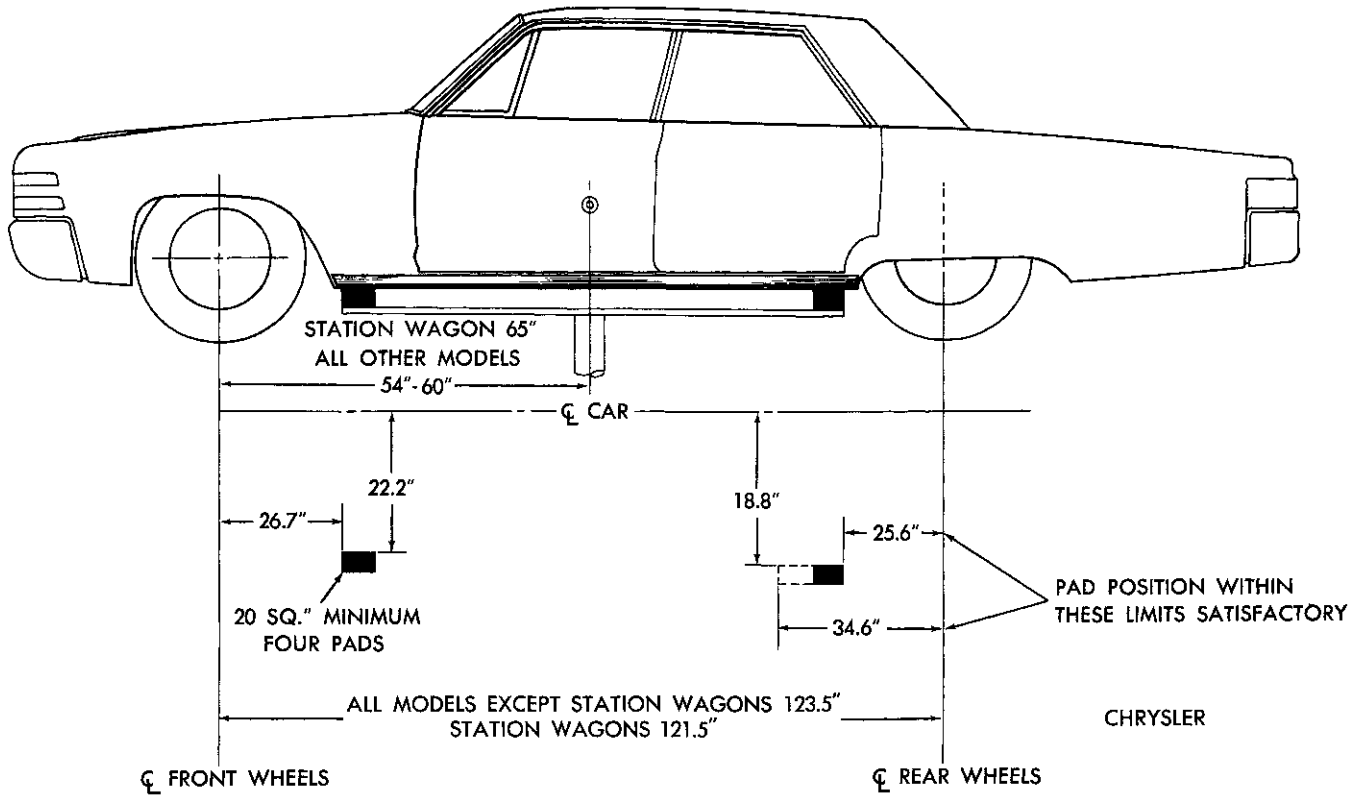 STATION WAGON 65"
ALL OTHER MODELS
54"-60"
℄ CAR
22.2"
18.8"
26.7"
25.6"
20 SQ." MINIMUM
FOUR PADS
34.6"
PAD POSITION WITHIN
THESE LIMITS SATISFACTORY
ALL MODELS EXCEPT STATION WAGONS 123.5"
STATION WAGONS 121.5"
CHRYSLER
℄ FRONT WHEELS
℄ REAR WHEELS